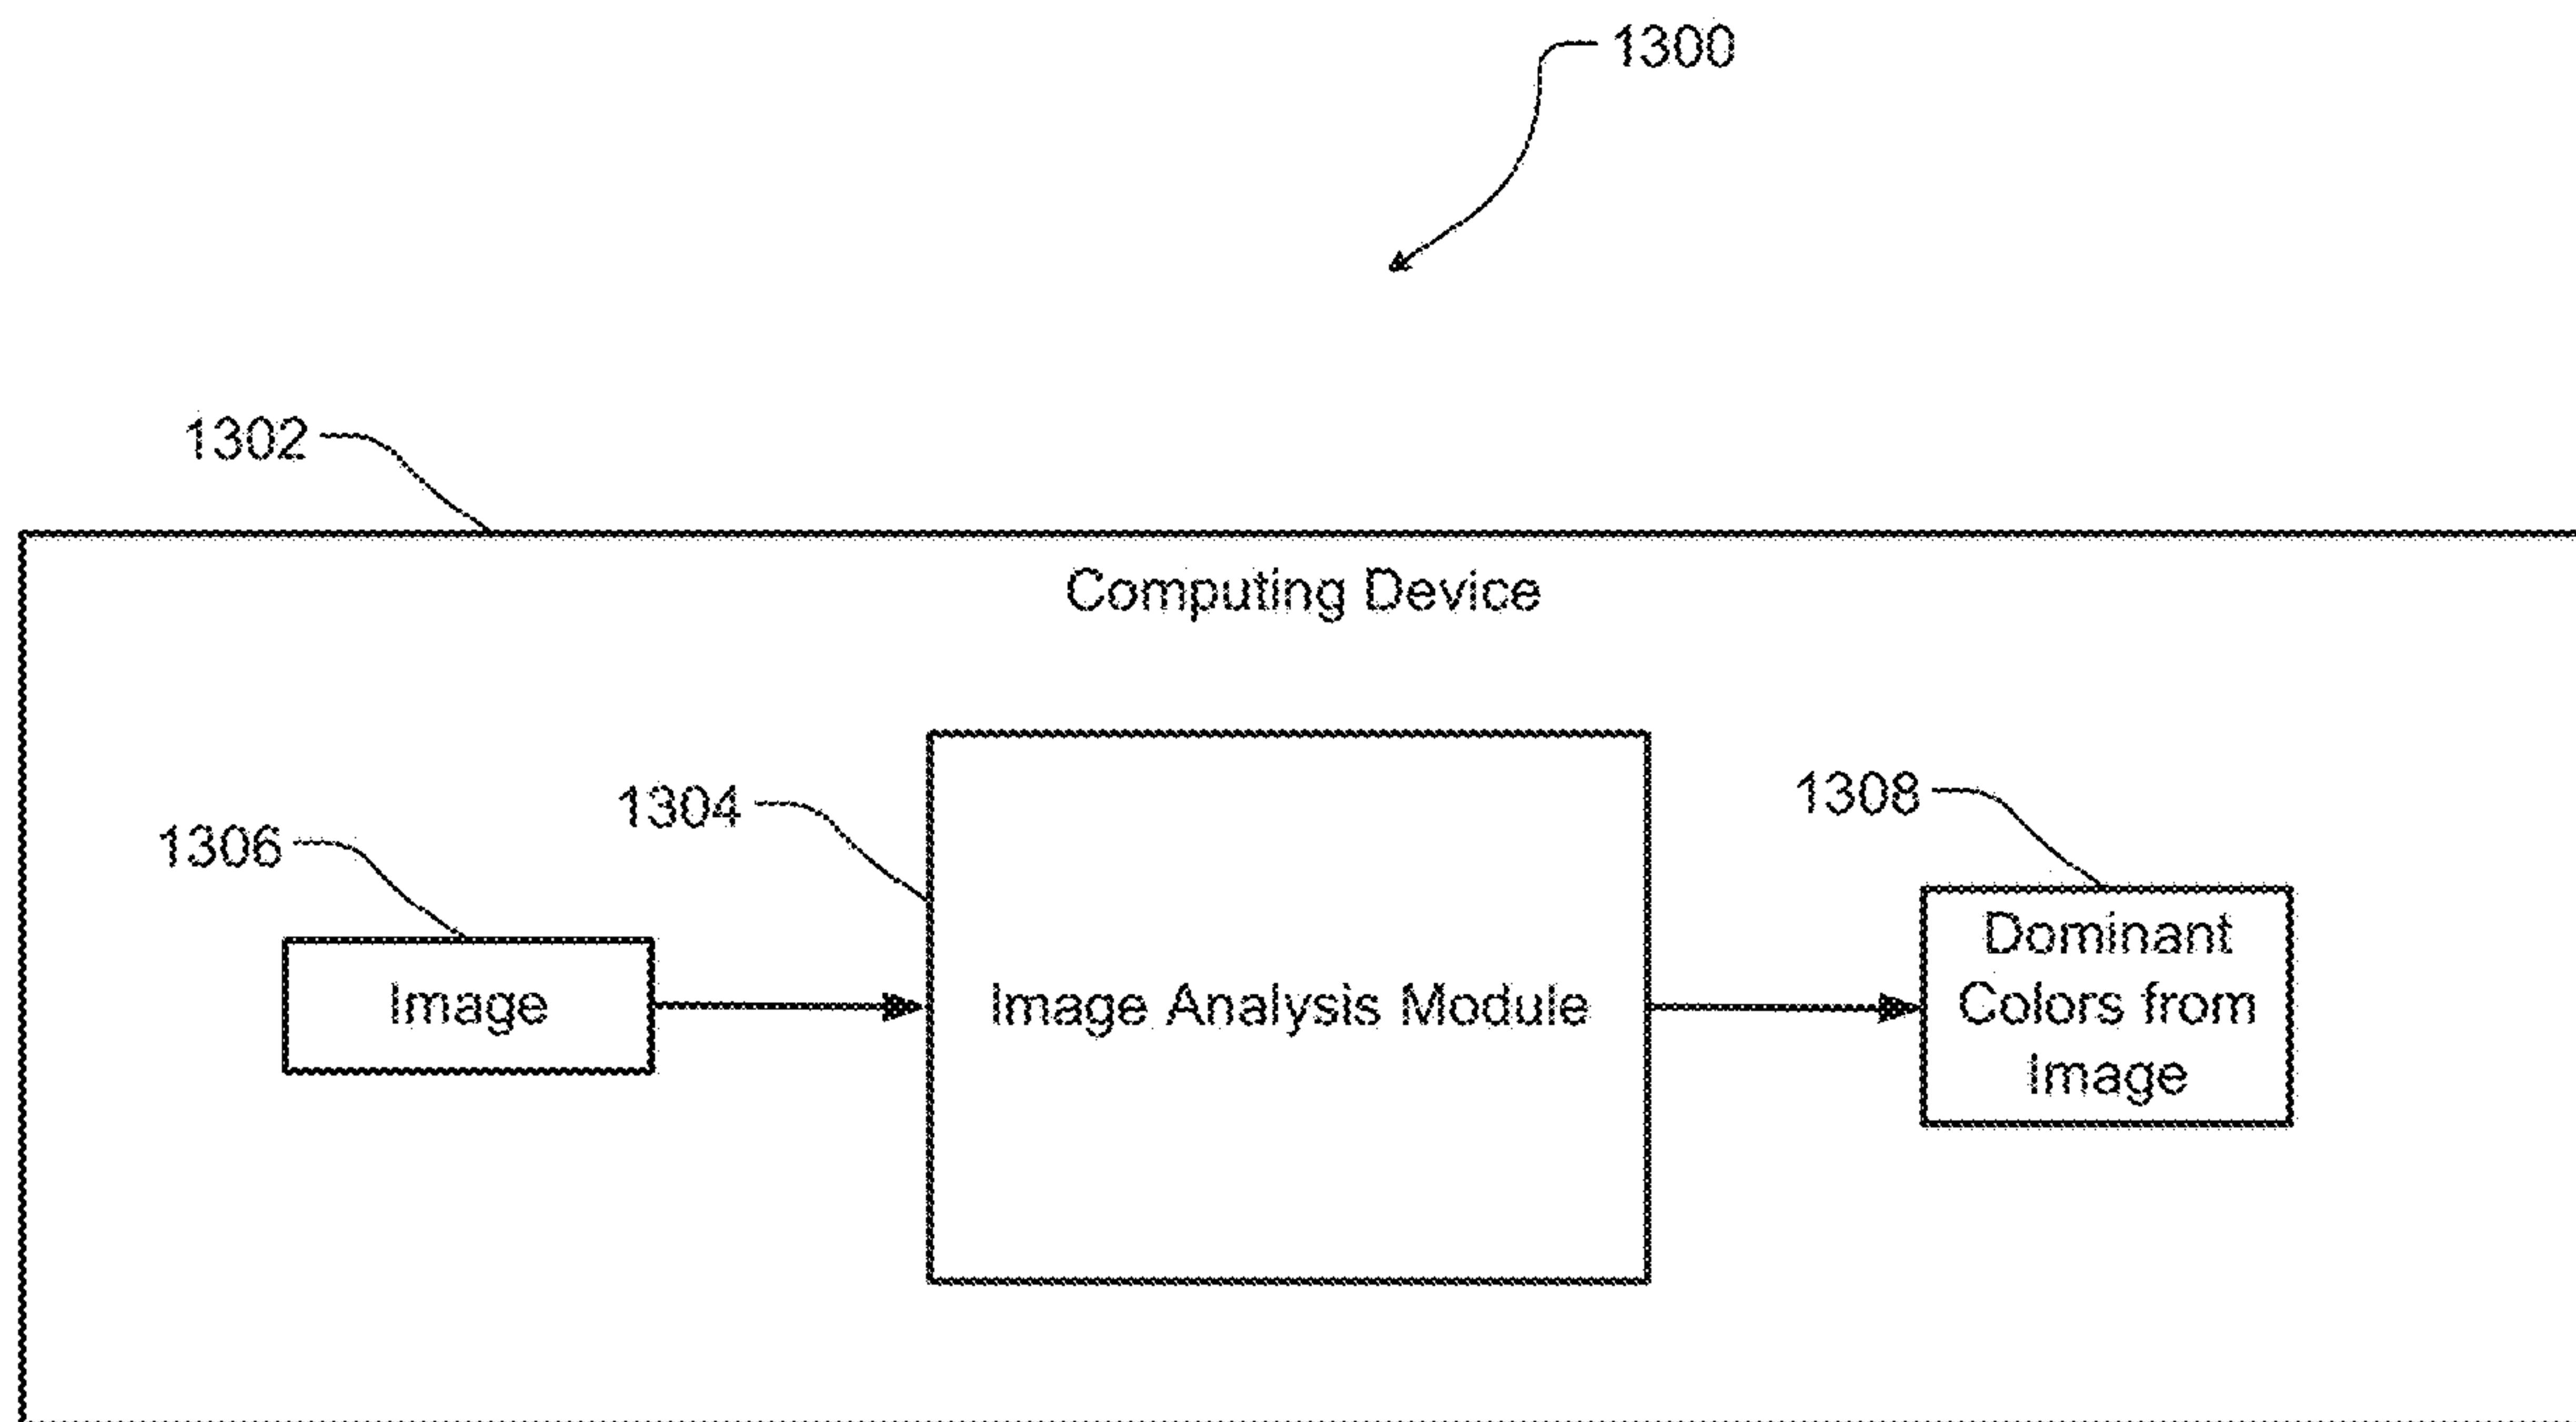 1300
1302
Computing Device
1304
1308
1306
Image
Image Analysis Module
Dominant
Colors from
Image